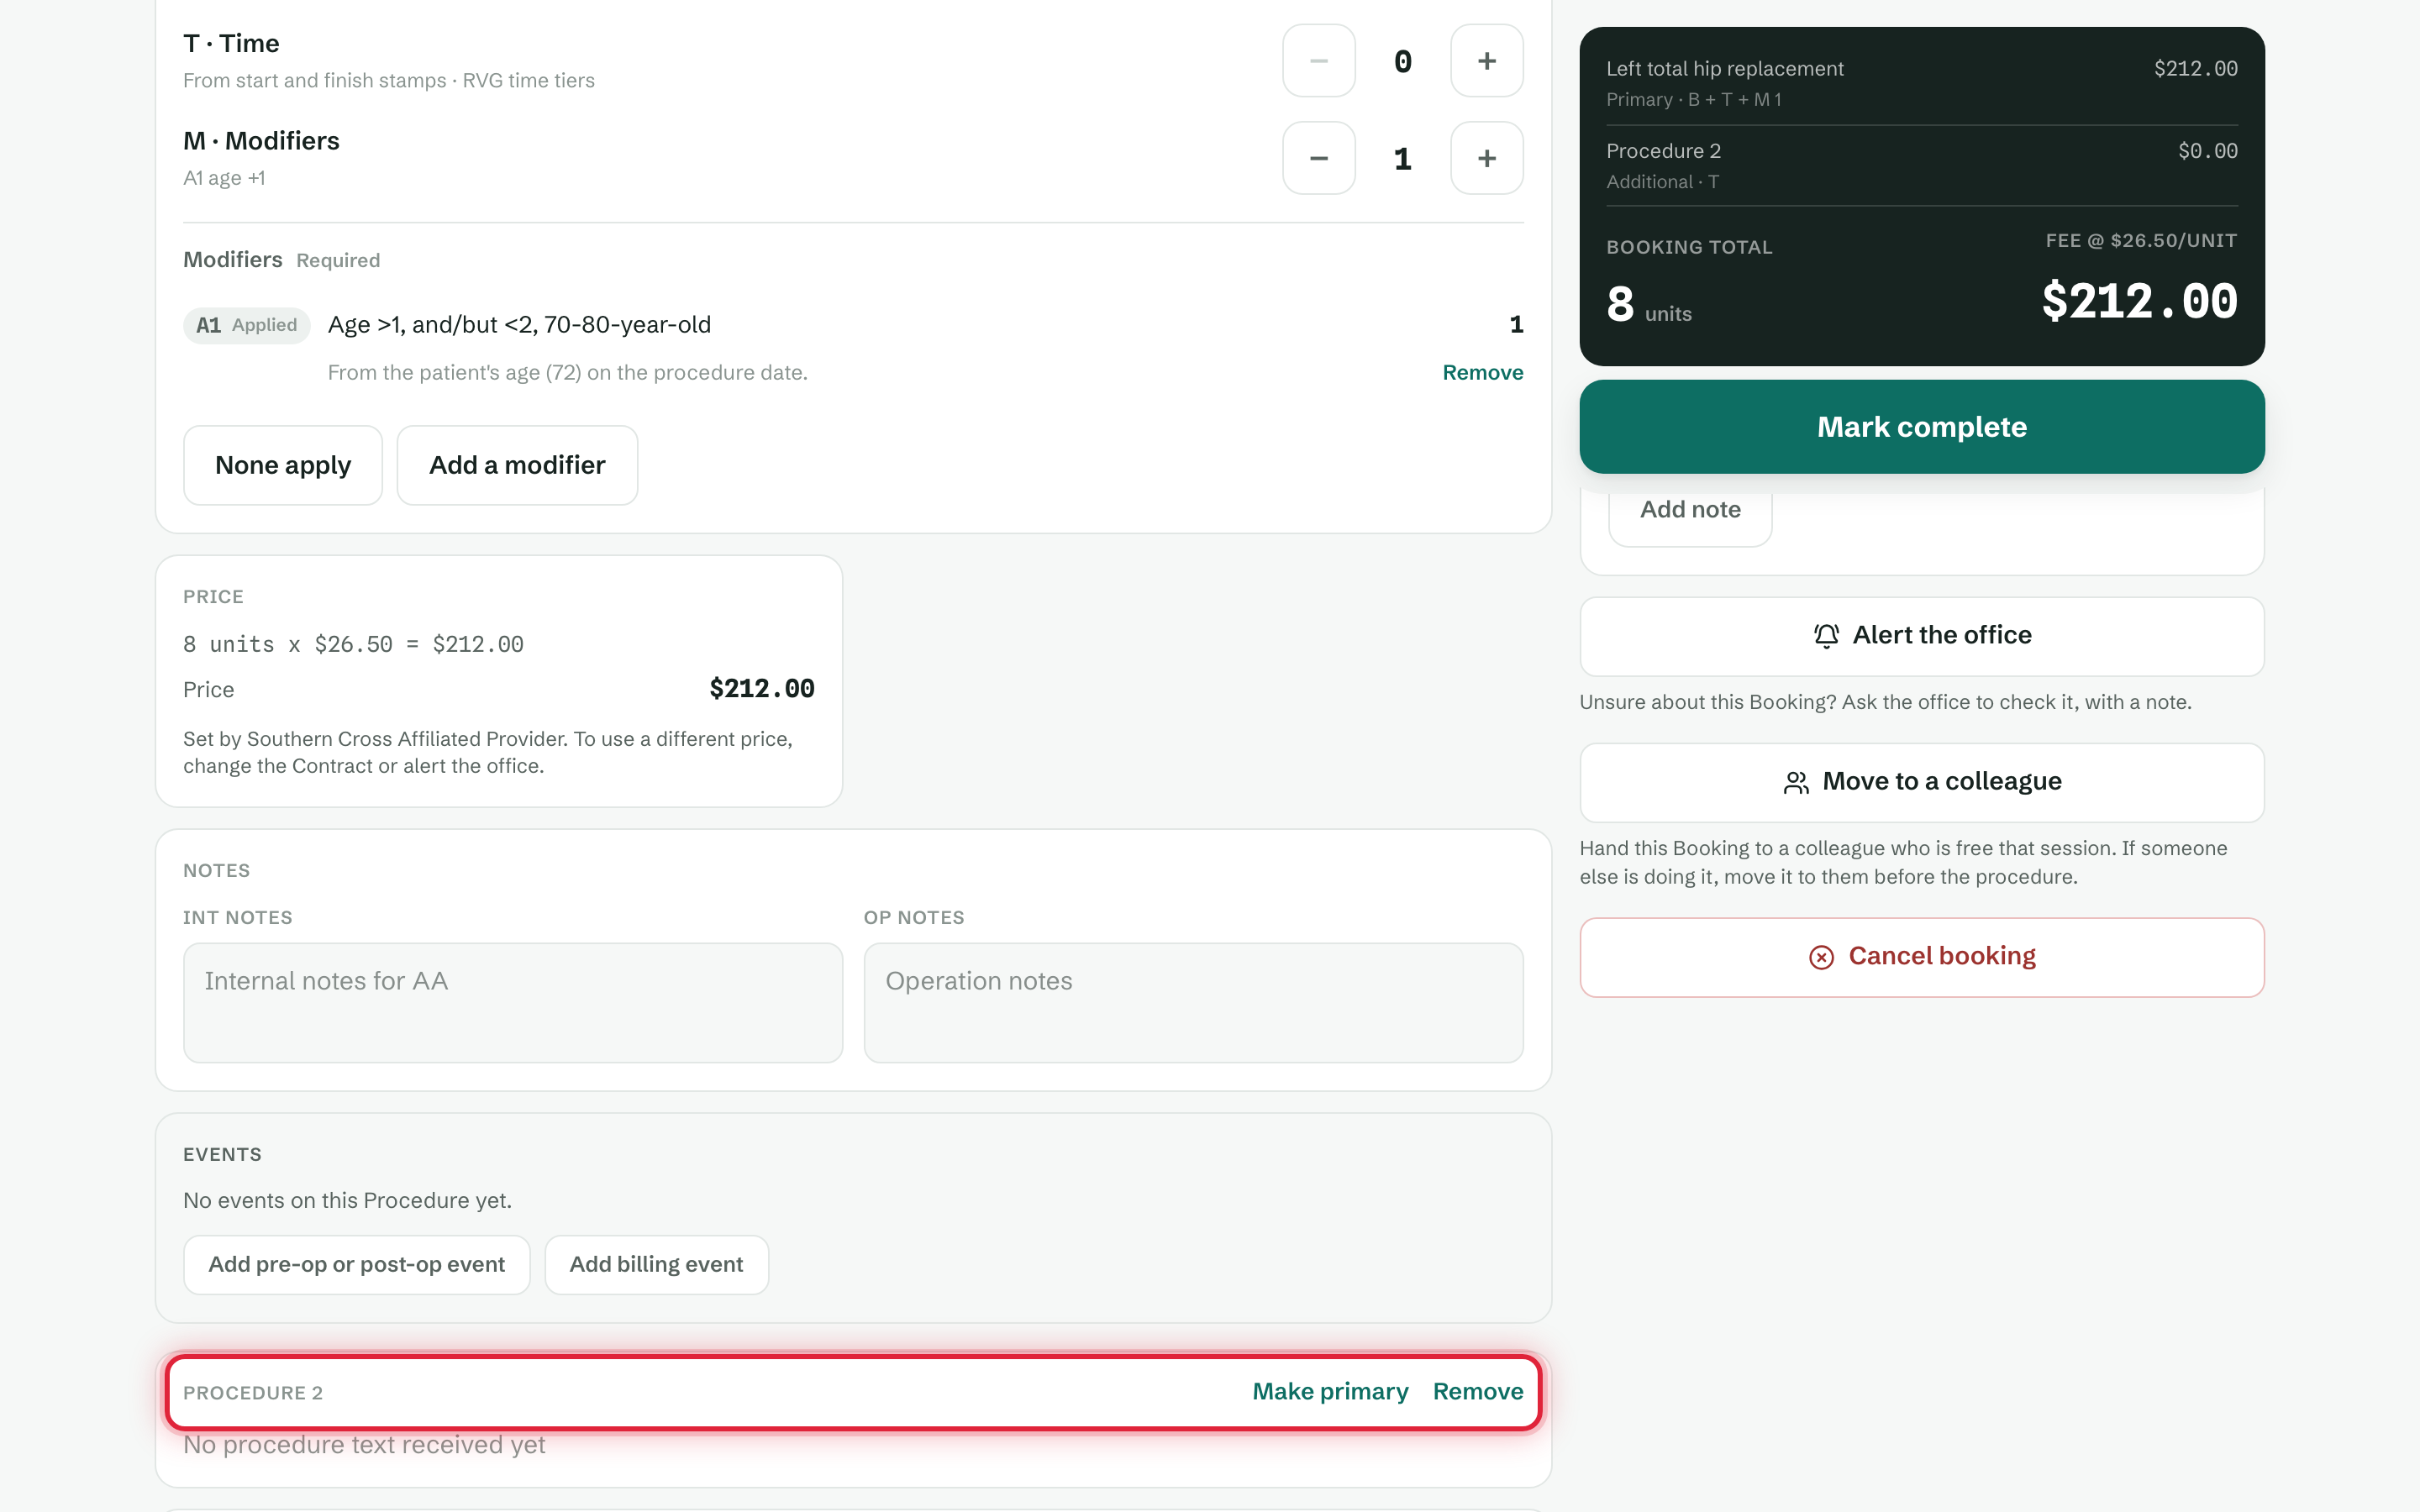 T · Time
From start and finish stamps · RVG time tiers
− 0 +
M · Modifiers
A1 age +1
− 1 +
Modifiers Required
A1 Applied Age >1, and/but <2, 70-80-year-old 1
From the patient's age (72) on the procedure date. Remove
None apply Add a modifier
PRICE
8 units x $26.50 = $212.00
Price $212.00
Set by Southern Cross Affiliated Provider. To use a different price,
change the Contract or alert the office.
NOTES
INT NOTES OP NOTES
Internal notes for AA Operation notes
EVENTS
No events on this Procedure yet.
Add pre-op or post-op event Add billing event
PROCEDURE 2 Make primary Remove
No procedure text received yet
Left total hip replacement $212.00
Primary · B + T + M 1
Procedure 2 $0.00
Additional · T
BOOKING TOTAL FEE @ $26.50/UNIT
8 units $212.00
Mark complete
Add note
Alert the office
Unsure about this Booking? Ask the office to check it, with a note.
Move to a colleague
Hand this Booking to a colleague who is free that session. If someone
else is doing it, move it to them before the procedure.
Cancel booking